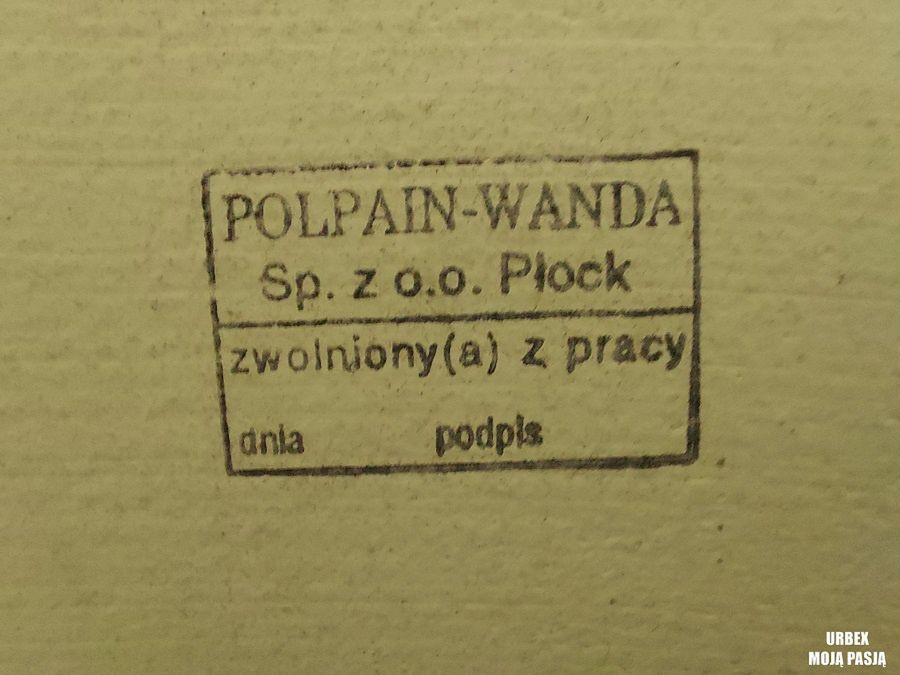 POLPAIN-WANDA
Sp. z o.o. Płock
zwolniony(a) z pracy
dnia podpis
URBEX
MOJĄ PASJĄ